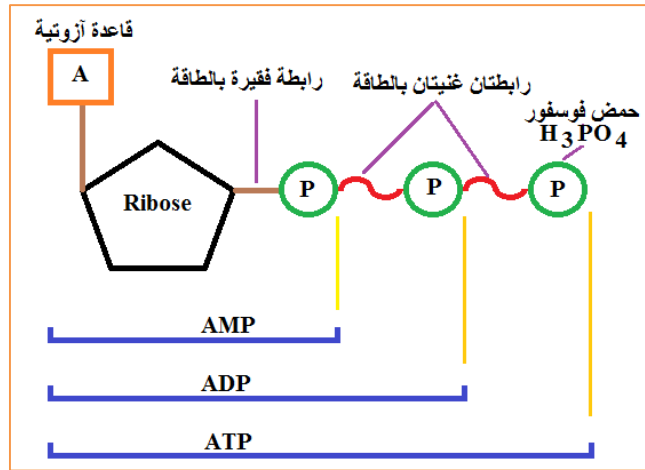 قاعدة آزوتية
A
رابطة فقيرة بالطاقة
رابطتان غنيتان بالطاقة
حمض فوسفور
H3PO4
Ribose
P
P
P
AMP
ADP
ATP